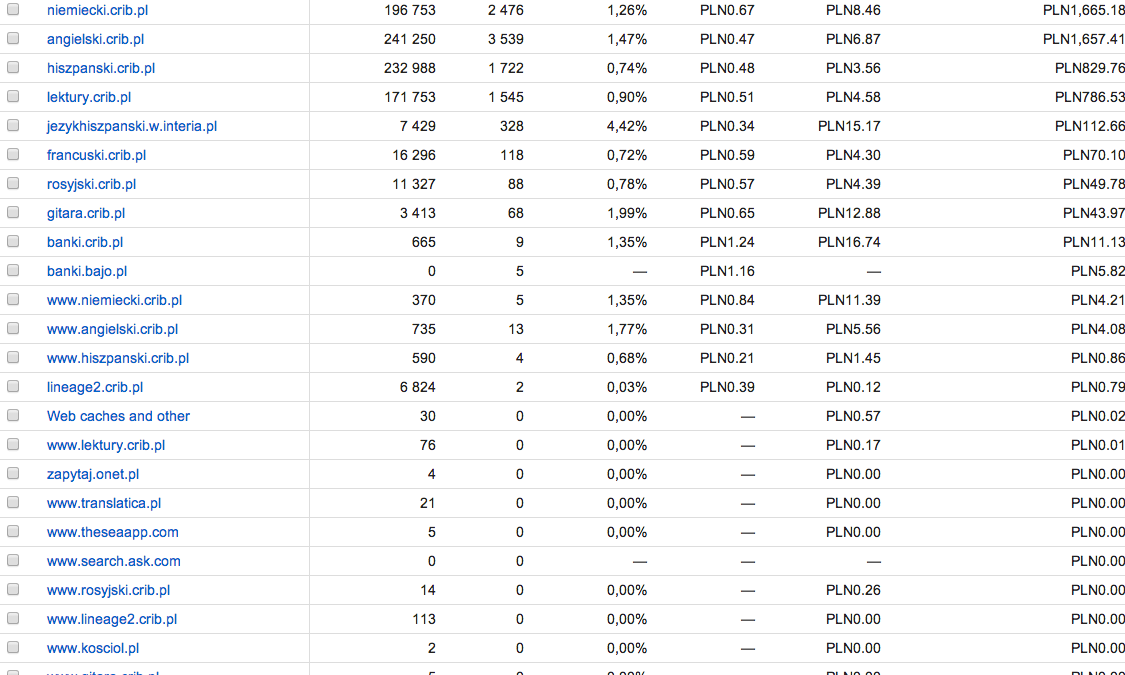 niemiecki.crib.pl 196 753 2 476 1,26% PLN0.67 PLN8.46 PLN1,665.18
angielski.crib.pl 241 250 3 539 1,47% PLN0.47 PLN6.87 PLN1,657.41
hiszpanski.crib.pl 232 988 1 722 0,74% PLN0.48 PLN3.56 PLN829.76
lektury.crib.pl 171 753 1 545 0,90% PLN0.51 PLN4.58 PLN786.53
jezykhiszpanski.w.interia.pl 7 429 328 4,42% PLN0.34 PLN15.17 PLN112.66
francuski.crib.pl 16 296 118 0,72% PLN0.59 PLN4.30 PLN70.10
rosyjski.crib.pl 11 327 88 0,78% PLN0.57 PLN4.39 PLN49.78
gitara.crib.pl 3 413 68 1,99% PLN0.65 PLN12.88 PLN43.97
banki.crib.pl 665 9 1,35% PLN1.24 PLN16.74 PLN11.13
banki.bajo.pl 0 5 — PLN1.16 — PLN5.82
www.niemiecki.crib.pl 370 5 1,35% PLN0.84 PLN11.39 PLN4.21
www.angielski.crib.pl 735 13 1,77% PLN0.31 PLN5.56 PLN4.08
www.hiszpanski.crib.pl 590 4 0,68% PLN0.21 PLN1.45 PLN0.86
lineage2.crib.pl 6 824 2 0,03% PLN0.39 PLN0.12 PLN0.79
Web caches and other 30 0 0,00% — PLN0.57 PLN0.02
www.lektury.crib.pl 76 0 0,00% — PLN0.17 PLN0.01
zapytaj.onet.pl 4 0 0,00% — PLN0.00 PLN0.00
www.translatica.pl 21 0 0,00% — PLN0.00 PLN0.00
www.theseaapp.com 5 0 0,00% — PLN0.00 PLN0.00
www.search.ask.com 0 0 — — — PLN0.00
www.rosyjski.crib.pl 14 0 0,00% — PLN0.26 PLN0.00
www.lineage2.crib.pl 113 0 0,00% — PLN0.00 PLN0.00
www.kosciol.pl 2 0 0,00% — PLN0.00 PLN0.00